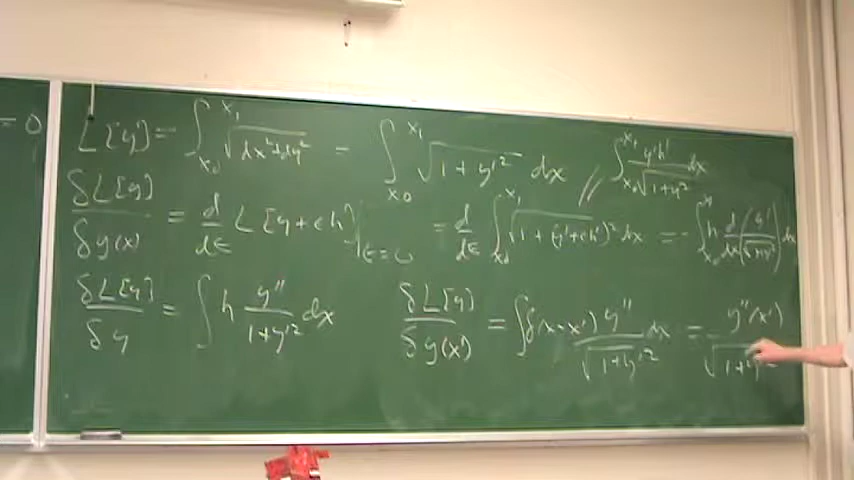 = 0
L[y] = ∫_{x_0}^{x_1} √(dx²+dy²) = ∫_{x_0}^{x_1} √(1+y'²) dx
∫_{x_0}^{x_1} y'h'/√(1+y'²) dx
δL[y]/δy(x) = d/dε L[y+εh]|_{ε=0} = d/dε ∫_{x_0}^{x_1} √(1+(y'+εh')²) dx = -∫_{x_0}^{x_1} h d/dx (y'/√(1+y'²)) dx
δL[y]/δy = ∫ h y''/(1+y'²) dx
δL[y]/δy(x') = ∫ δ(x-x') y''/√(1+y'²) dx = y''(x')/√(1+y'²)